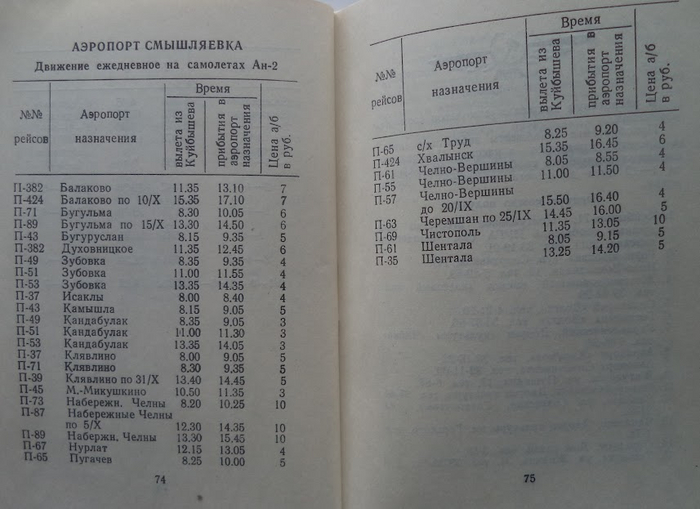 АЭРОПОРТ СМЫШЛЯЕВКА
Движение ежедневное на самолетах Ан-2
№№ рейсов
Аэропорт назначения
Время
вылета из Куйбышева
прибытия в аэропорт назначения
Цена а/б в руб.
П-382 Балаково 11.35 13.10 7
П-424 Балаково по 10/X 15.35 17.10 7
П-71 Бугульма 8.30 10.05 6
П-89 Бугульма по 15/X 13.30 14.50 6
П-43 Бугуруслан 8.15 9.35 5
П-382 Духовницкое 11.35 12.45 6
П-49 Зубовка 8.35 9.35 4
П-51 Зубовка 11.00 11.55 4
П-53 Зубовка 13.35 14.35 4
П-37 Исаклы 8.00 8.40 4
П-43 Камышла 8.15 9.05 4
П-49 Кандабулак 8.35 9.05 3
П-51 Кандабулак 11.00 11.30 3
П-53 Кандабулак 13.35 14.05 3
П-37 Клявлино 8.00 9.05 5
П-71 Клявлино 8.30 9.35 5
П-39 Клявлино по 31/X 13.40 14.45 5
П-45 М.-Микушкино 10.50 11.35 3
П-73 Набережн. Челны 8.20 10.25 10
П-87 Набережные Челны
по 5/X 12.30 14.35 10
П-89 Набержн. Челны 13.30 15.45 10
П-67 Нурлат 12.15 13.05 4
П-65 Пугачев 8.25 10.00 5
74
№№ рейсов
Аэропорт назначения
Время
вылета из Куйбышева
прибытия в аэропорт назначения
Цена а/б в руб.
П-65 с/х Труд 8.25 9.20 4
П-424 Хвалынск 15.35 16.45 6
П-61 Челно-Вершины 8.05 8.55 4
П-55 Челно-Вершины 11.00 11.50 4
П-57 Челно-Вершины
до 20/IX 15.50 16.40 4
П-63 Черемшан по 25/IX 14.45 16.00 5
П-69 Чистополь 11.35 13.05 10
П-61 Шентала 8.05 9.15 5
П-35 Шентала 13.25 14.20 5
75